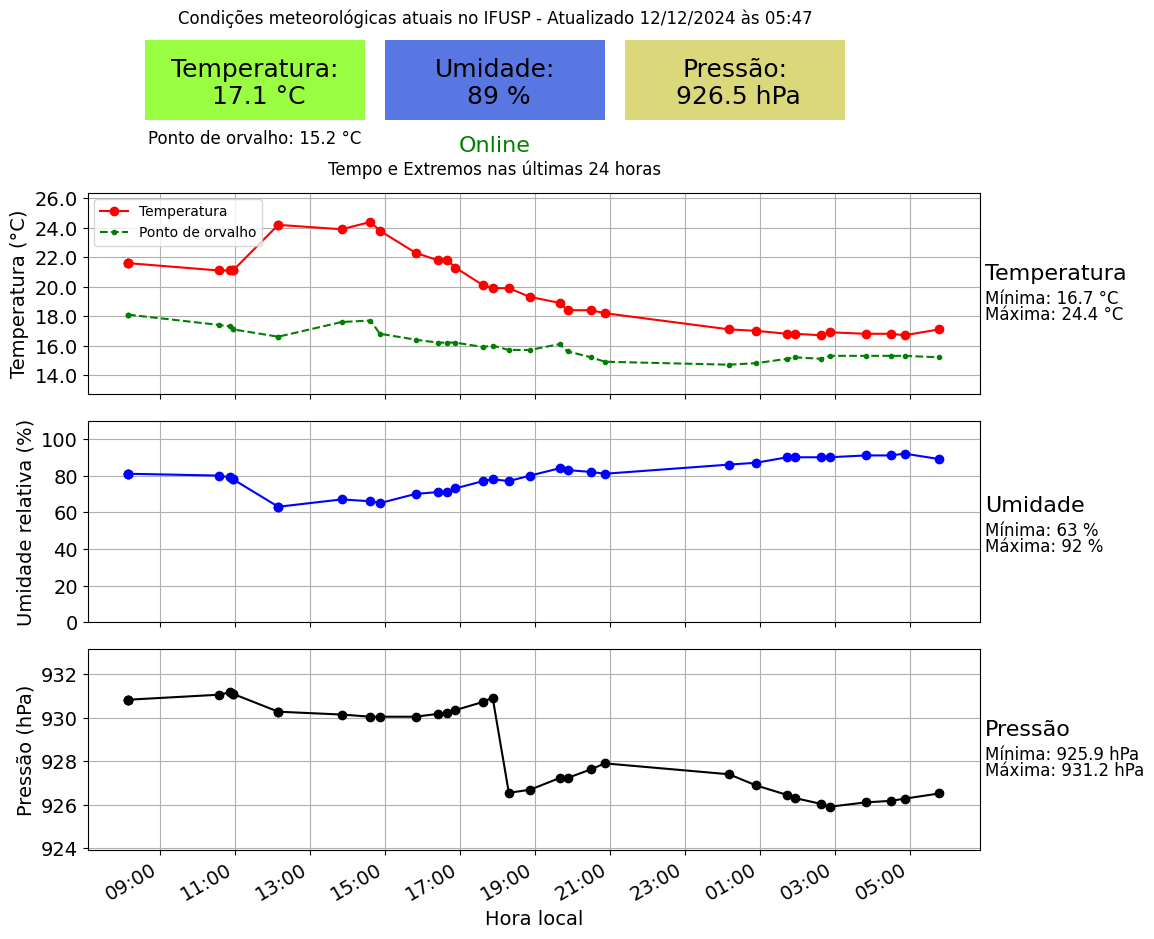 Condições meteorológicas atuais no IFUSP - Atualizado 12/12/2024 às 05:47
Temperatura:
17.1 °C
Umidade:
89 %
Pressão:
926.5 hPa
Ponto de orvalho: 15.2 °C
Online
Tempo e Extremos nas últimas 24 horas
Temperatura (°C)
26.0
24.0
22.0
20.0
18.0
16.0
14.0
Temperatura
Ponto de orvalho
Temperatura
Mínima: 16.7 °C
Máxima: 24.4 °C
Umidade relativa (%)
100
80
60
40
20
0
Umidade
Mínima: 63 %
Máxima: 92 %
Pressão (hPa)
932
930
928
926
924
Pressão
Mínima: 925.9 hPa
Máxima: 931.2 hPa
09:00 11:00 13:00 15:00 17:00 19:00 21:00 23:00 01:00 03:00 05:00
Hora local